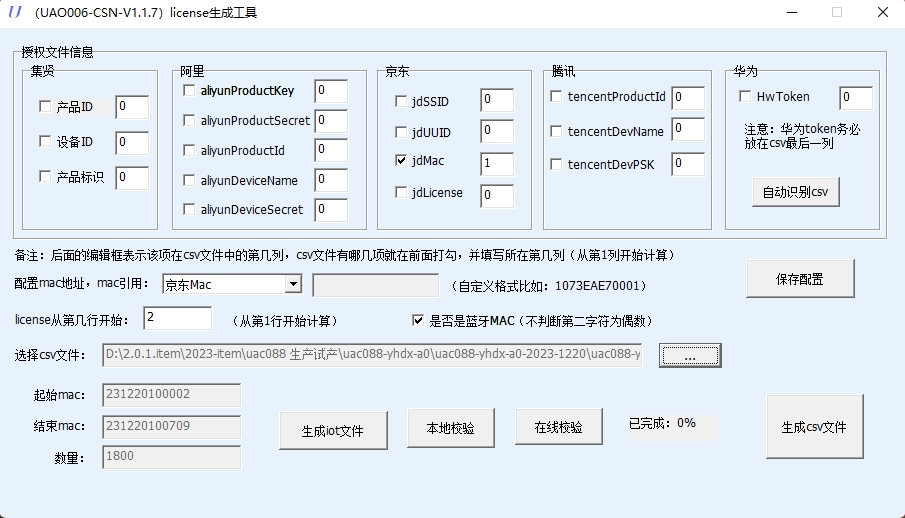 （UAO006-CSN-V1.1.7）license生成工具
授权文件信息
集贤
产品ID 0
设备ID 0
产品标识 0
阿里
aliyunProductKey 0
aliyunProductSecret 0
aliyunProductId 0
aliyunDeviceName 0
aliyunDeviceSecret 0
京东
jdSSID 0
jdUUID 0
jdMac 1
jdLicense 0
腾讯
tencentProductId 0
tencentDevName 0
tencentDevPSK 0
华为
HwToken 0
注意：华为token务必
放在csv最后一列
自动识别csv
备注：后面的编辑框表示该项在csv文件中的第几列，csv文件有哪几项就在前面打勾，并填写所在第几列（从第1列开始计算）
配置mac地址，mac引用： 京东Mac （自定义格式比如：1073EAE70001）
保存配置
license从第几行开始： 2 （从第1行开始计算） 是否是蓝牙MAC（不判断第二字符为偶数）
选择csv文件： D:\2.0.1.item\2023-item\uac088 生产试产\uac088-yhdx-a0\uac088-yhdx-a0-2023-1220\uac088-y ...
起始mac： 231220100002
结束mac： 231220100709
数量： 1800
生成iot文件
本地校验
在线校验
已完成：0%
生成csv文件